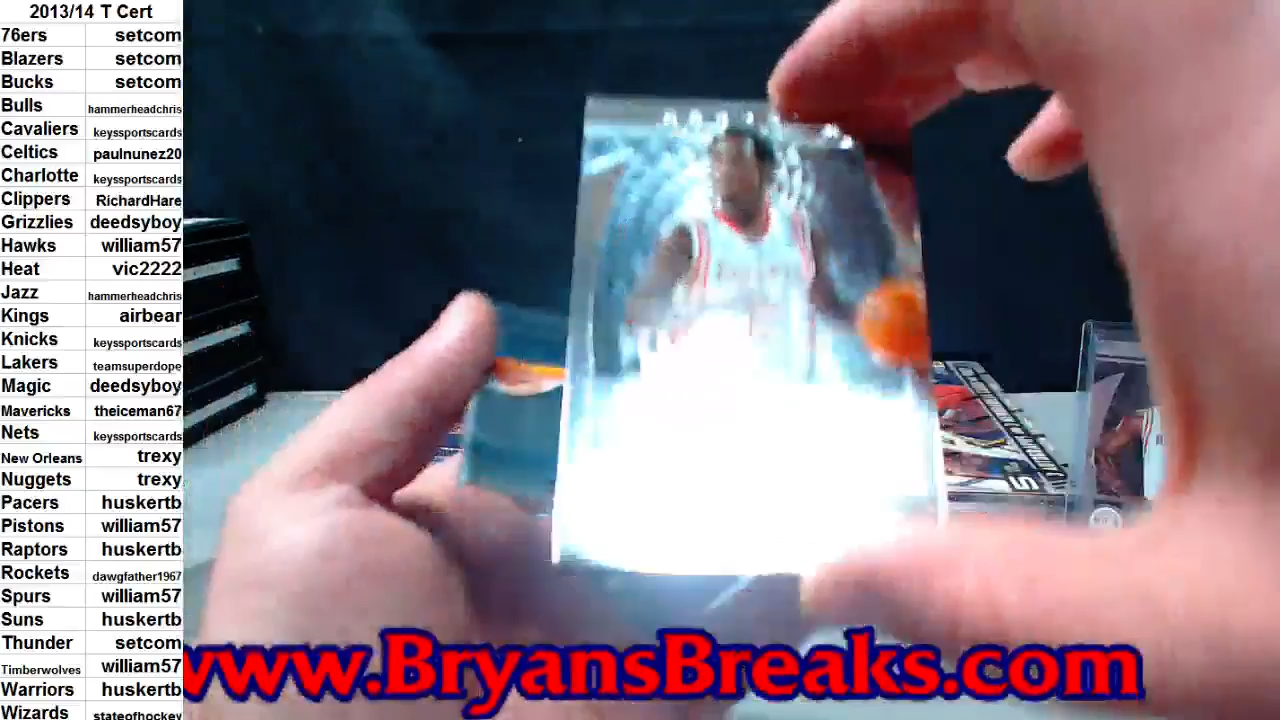 2013/14 T Cert
76ers setcom
Blazers setcom
Bucks setcom
Bulls hammerheadchris
Cavaliers keyssportscards
Celtics paulnunez20
Charlotte keyssportscards
Clippers RichardHare
Grizzlies deedsyboy
Hawks william57
Heat vic2222
Jazz hammerheadchris
Kings airbear
Knicks keyssportscards
Lakers teamsuperdope
Magic deedsyboy
Mavericks theiceman67
Nets keyssportscards
New Orleans trexy
Nuggets trexy
Pacers huskertb
Pistons william57
Raptors huskertb
Rockets dawgfather1967
Spurs william57
Suns huskertb
Thunder setcom
Timberwolves william57
Warriors huskertb
Wizards stateofhockey
www.BryansBreaks.com